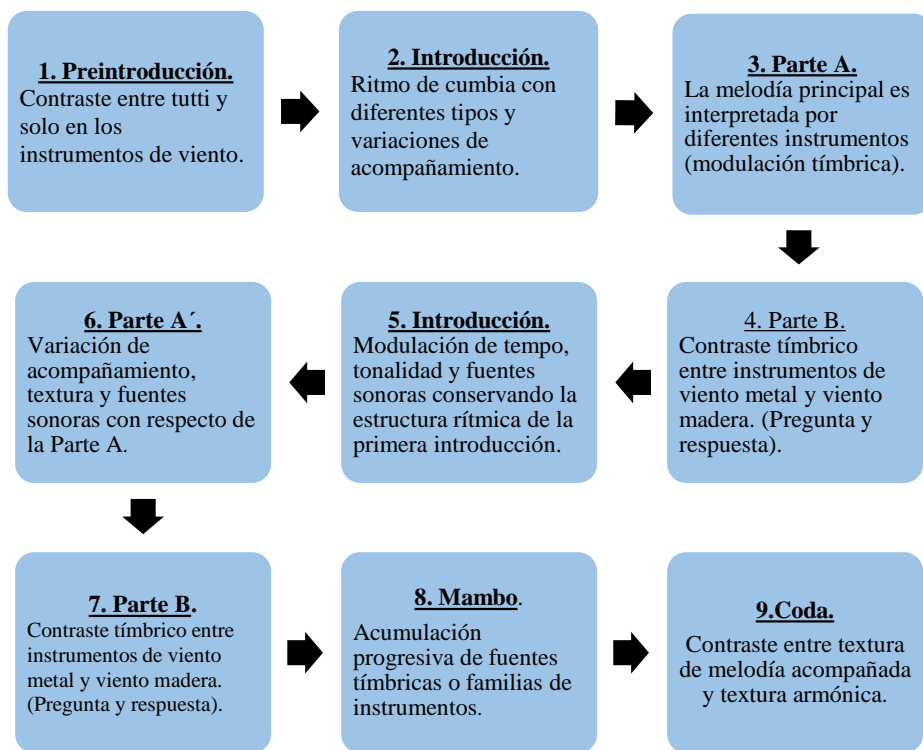 1. Preintroducción.
Contraste entre tutti y
solo en los
instrumentos de viento.
2. Introducción.
Ritmo de cumbia con
diferentes tipos y
variaciones de
acompañamiento.
3. Parte A.
La melodía principal es
interpretada por
diferentes instrumentos
(modulación tímbrica).
4. Parte B.
Contraste tímbrico
entre instrumentos de
viento metal y viento
madera. (Pregunta y
respuesta).
5. Introducción.
Modulación de tempo,
tonalidad y fuentes
sonoras conservando la
estructura rítmica de la
primera introducción.
6. Parte A´.
Variación de
acompañamiento,
textura y fuentes
sonoras con respecto de
la Parte A.
7. Parte B.
Contraste tímbrico entre
instrumentos de viento
metal y viento madera.
(Pregunta y respuesta).
8. Mambo.
Acumulación
progresiva de fuentes
tímbricas o familias de
instrumentos.
9.Coda.
Contraste entre textura
de melodía acompañada
y textura armónica.